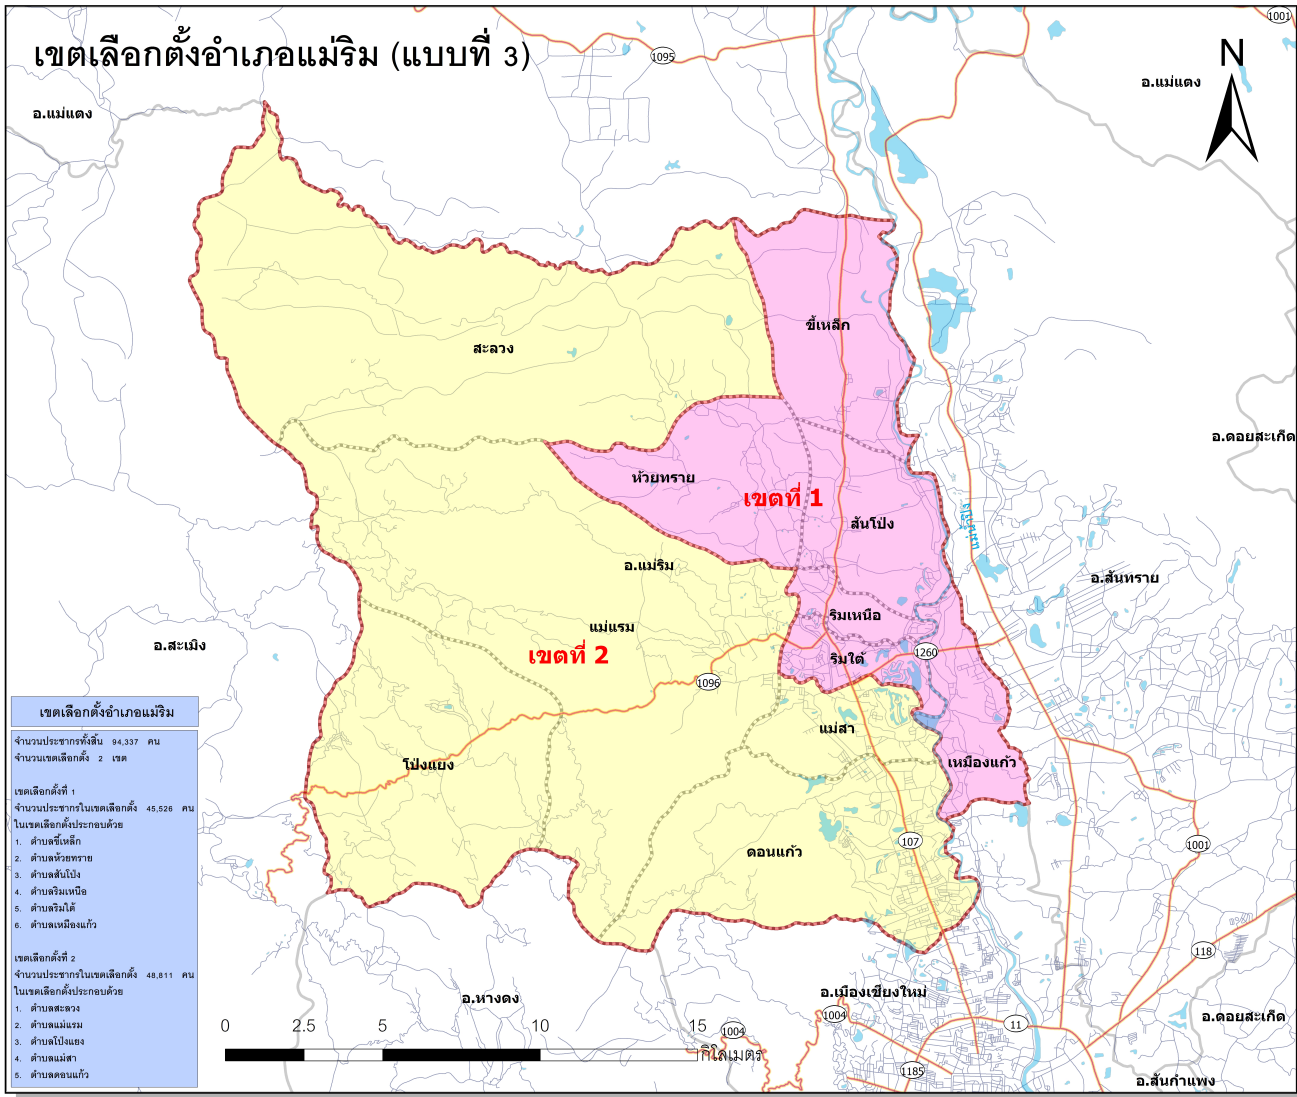 เขตเลือกตั้งอำเภอแม่ริม (แบบที่ 3)
N
1001
1095
อ.แม่แตง
อ.แม่แตง
ขี้เหล็ก
สะลวง
อ.ดอยสะเก็ด
ห้วยทราย
เขตที่ 1
สันโป่ง
อ.แม่ริม
อ.สันทราย
ริมเหนือ
แม่แรม
อ.สะเมิง
เขตที่ 2
ริมใต้
1260
1096
แม่สา
โป่งแยง
เหมืองแก้ว
107
1001
ดอนแก้ว
118
อ.หางดง
อ.เมืองเชียงใหม่
1004
1004
11
อ.ดอยสะเก็ด
1185
อ.สันกำแพง
เขตเลือกตั้งอำเภอแม่ริม
จำนวนประชากรทั้งสิ้น 94,337 คน
จำนวนเขตเลือกตั้ง 2 เขต
เขตเลือกตั้งที่ 1
จำนวนประชากรในเขตเลือกตั้ง 45,526 คน
ในเขตเลือกตั้งประกอบด้วย
1. ตำบลขี้เหล็ก
2. ตำบลห้วยทราย
3. ตำบลสันโป่ง
4. ตำบลริมเหนือ
5. ตำบลริมใต้
6. ตำบลเหมืองแก้ว
เขตเลือกตั้งที่ 2
จำนวนประชากรในเขตเลือกตั้ง 48,811 คน
ในเขตเลือกตั้งประกอบด้วย
1. ตำบลสะลวง
2. ตำบลแม่แรม
3. ตำบลโป่งแยง
4. ตำบลแม่สา
5. ตำบลดอนแก้ว
0 2.5 5 10 15
กิโลเมตร